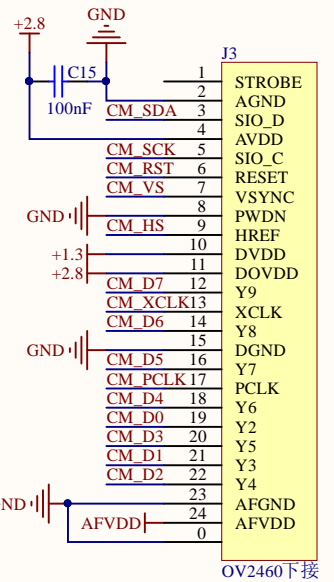 GND
+2.8
J3
C15
100nF
1 STROBE
2 AGND
CM_SDA 3 SIO_D
4 AVDD
CM_SCK 5 SIO_C
CM_RST 6 RESET
CM_VS 7 VSYNC
GND 8 PWDN
CM_HS 9 HREF
+1.3 10 DVDD
+2.8 11 DOVDD
CM_D7 12 Y9
CM_XCLK 13 XCLK
CM_D6 14 Y8
GND 15 DGND
CM_D5 16 Y7
CM_PCLK 17 PCLK
CM_D4 18 Y6
CM_D0 19 Y2
CM_D3 20 Y5
CM_D1 21 Y3
CM_D2 22 Y4
ND 23 AFGND
AFVDD 24 AFVDD
0
OV2460下接